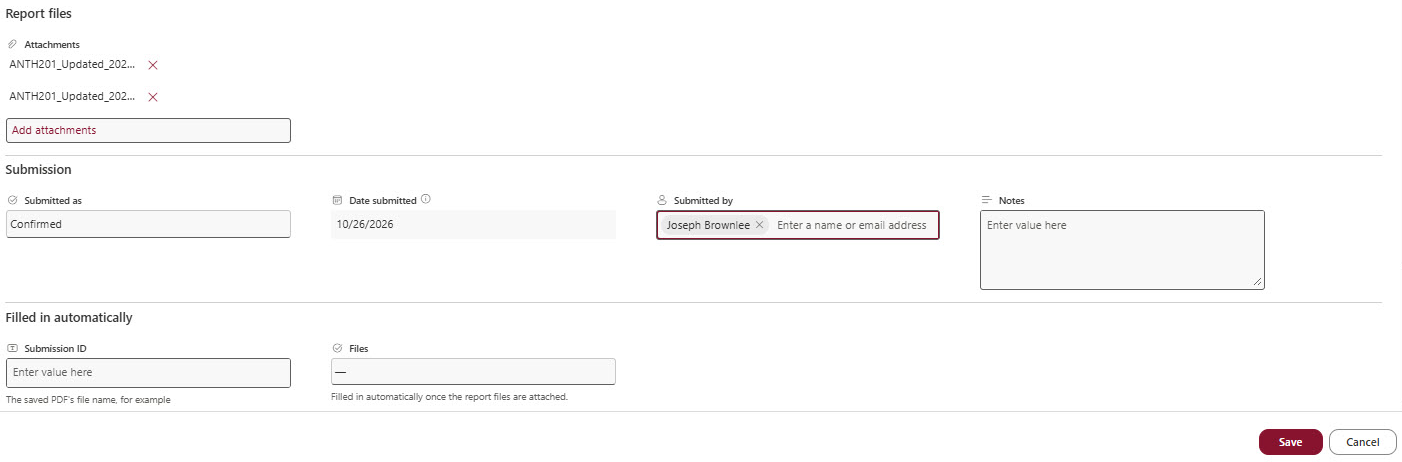 Report files
Attachments
ANTH201_Updated_202...
ANTH201_Updated_202...
Add attachments
Submission
Submitted as
Date submitted
Submitted by
Notes
Confirmed
10/26/2026
Joseph Brownlee
Enter a name or email address
Enter value here
Filled in automatically
Submission ID
Files
Enter value here
—
The saved PDF's file name, for example
Filled in automatically once the report files are attached.
Save
Cancel